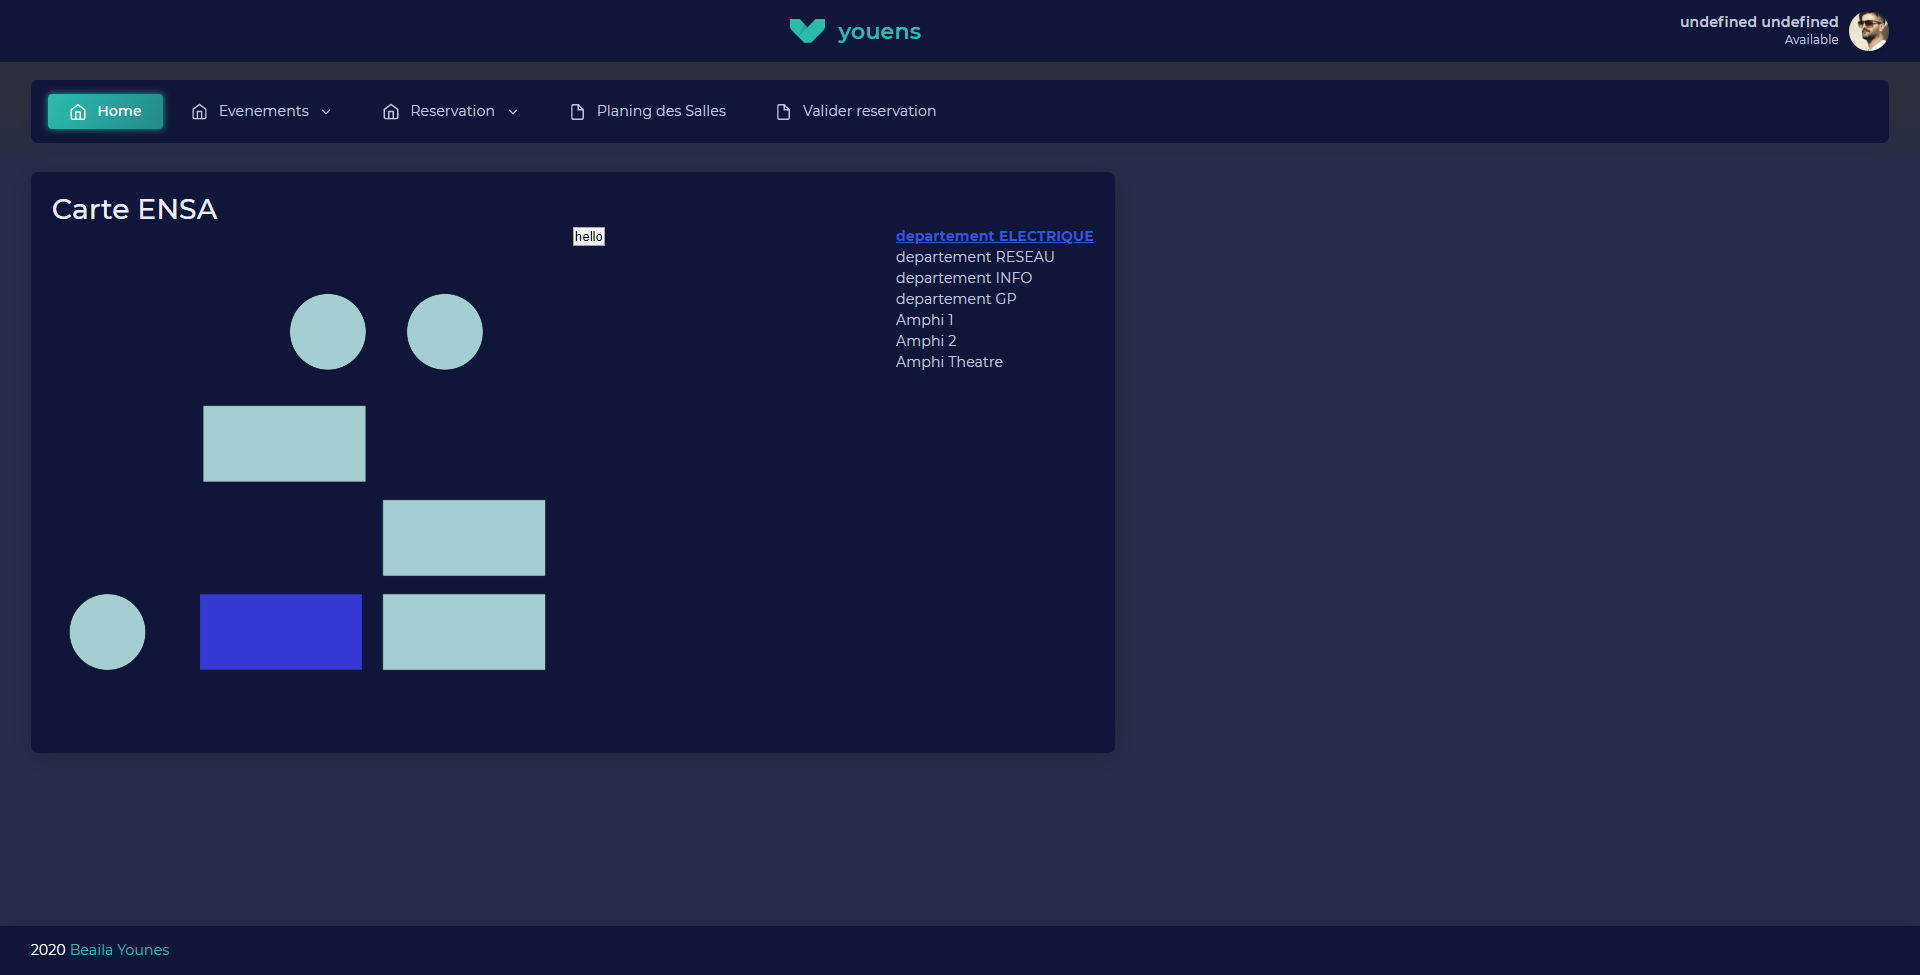 youens
undefined undefined
Available
Home
Evenements
Reservation
Planing des Salles
Valider reservation
Carte ENSA
hello
departement ELECTRIQUE
departement RESEAU
departement INFO
departement GP
Amphi 1
Amphi 2
Amphi Theatre
2020 Beaila Younes